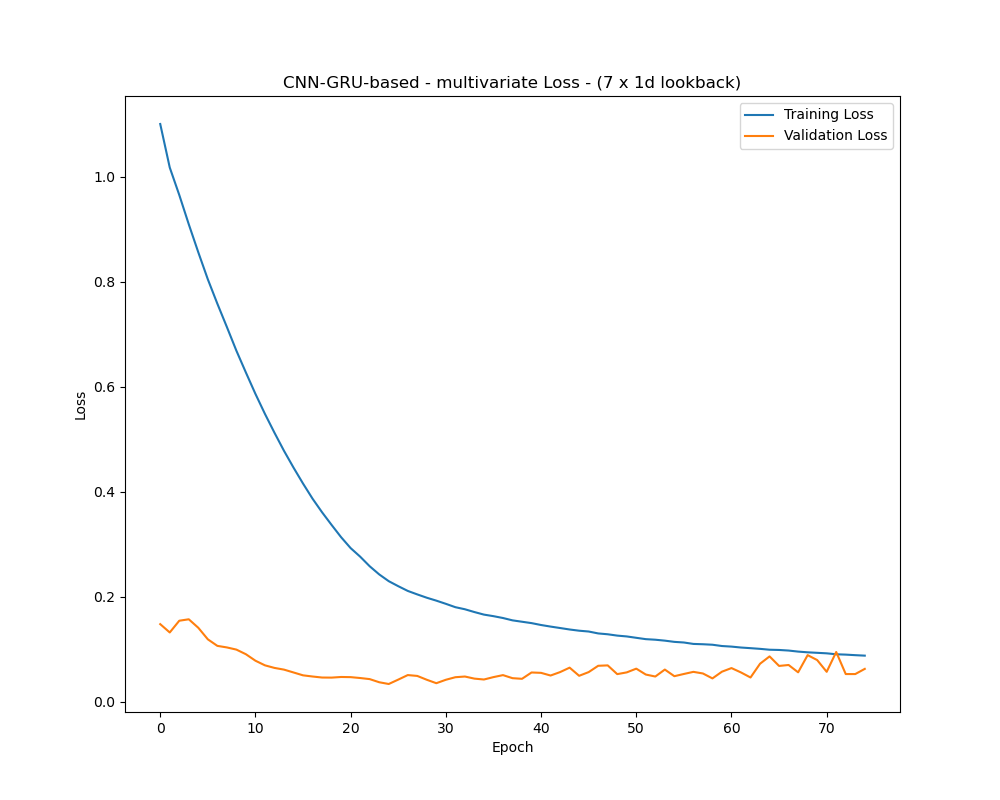 CNN-GRU-based - multivariate Loss - (7 x 1d lookback)
Training Loss
Validation Loss
1.0
0.8
0.6
0.4
0.2
0.0
Loss
0 10 20 30 40 50 60 70
Epoch